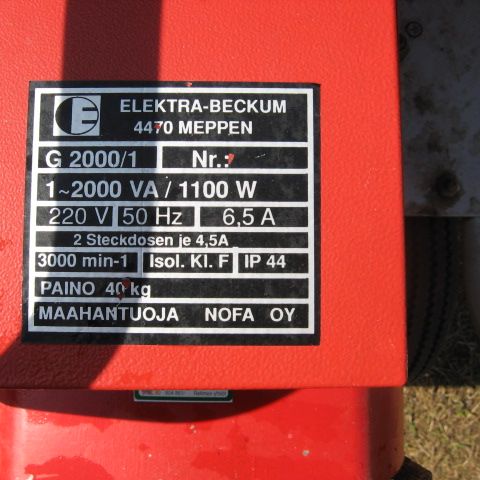 ELEKTRA-BECKUM
4470 MEPPEN
G 2000/1 Nr.:
1~2000 VA / 1100 W
220 V 50 Hz 6,5 A
2 Steckdosen je 4,5A
3000 min-1 Isol. Kl. F IP 44
PAINO 40 kg
MAAHANTUOJA NOFA OY